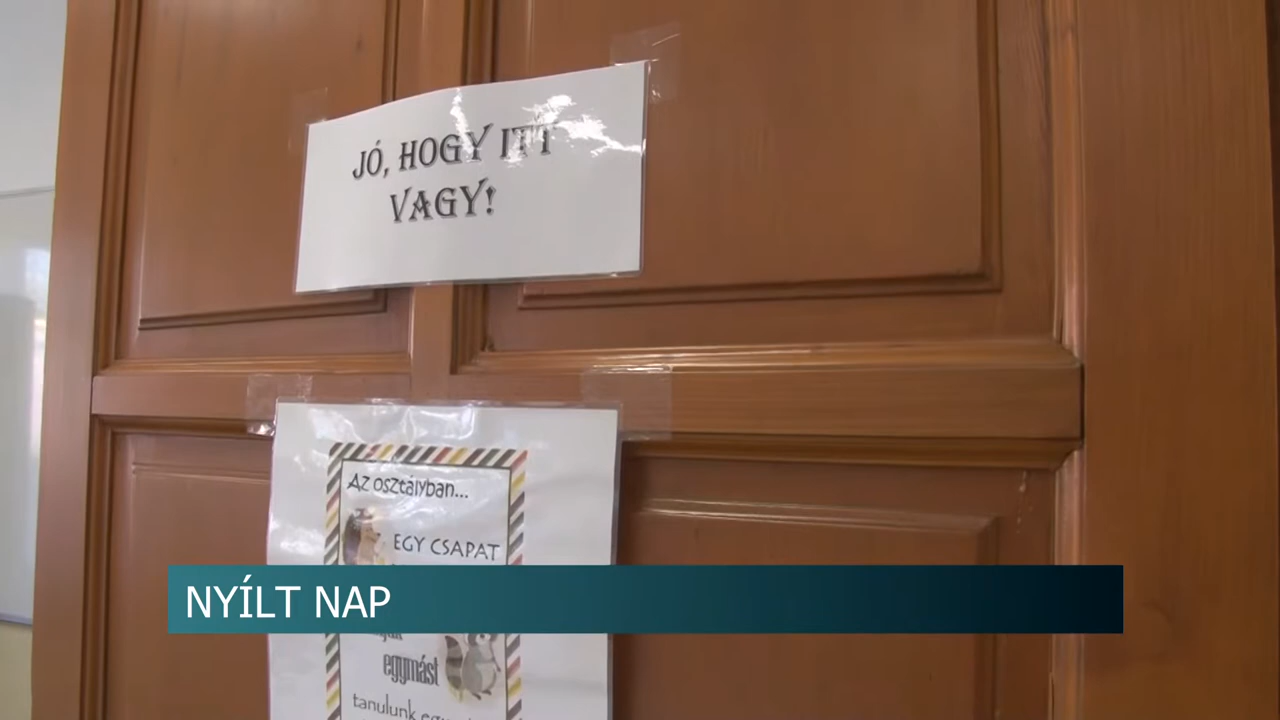 JÓ, HOGY ITT
VAGY!
Az osztályban...
EGY CSAPAT
NYÍLT NAP
egymást
tanulunk